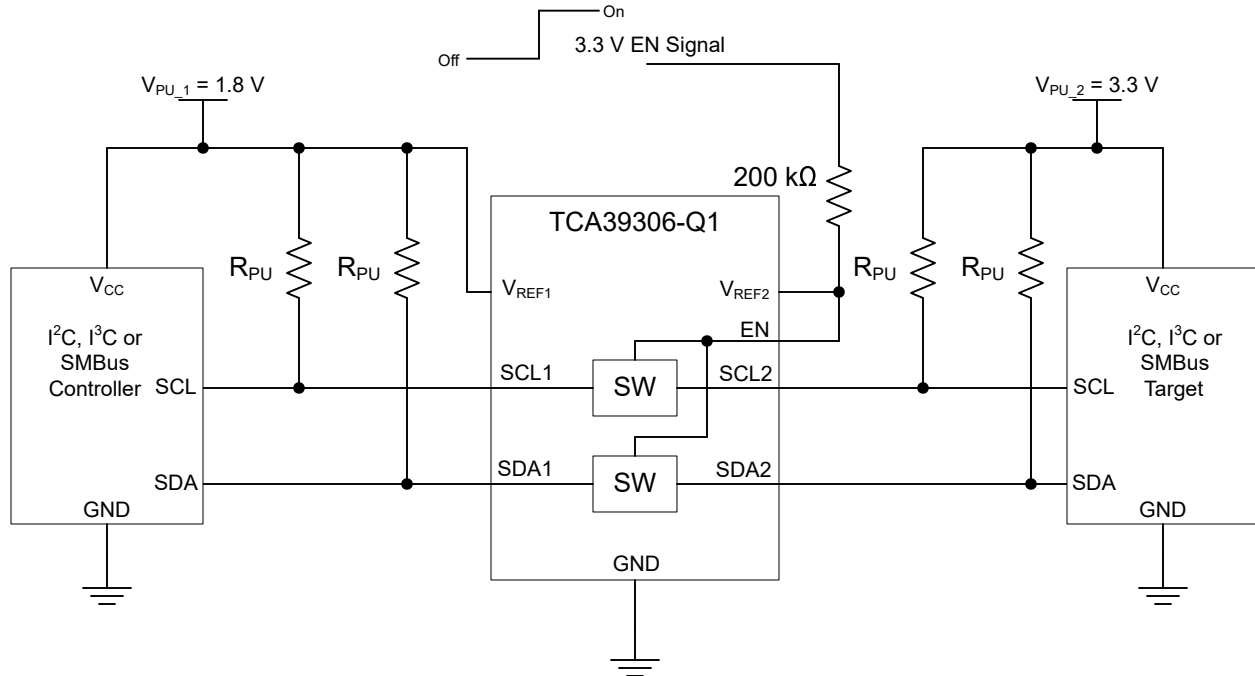 On
Off
3.3 V EN Signal
V_PU_1 = 1.8 V
V_PU_2 = 3.3 V
200 kΩ
TCA39306-Q1
R_PU
R_PU
R_PU
R_PU
V_CC
V_REF1
V_REF2
V_CC
I²C, I³C or
SMBus
Controller
EN
I²C, I³C or
SMBus
Target
SCL
SCL1
SW
SCL2
SCL
SDA
SDA1
SW
SDA2
SDA
GND
GND
GND